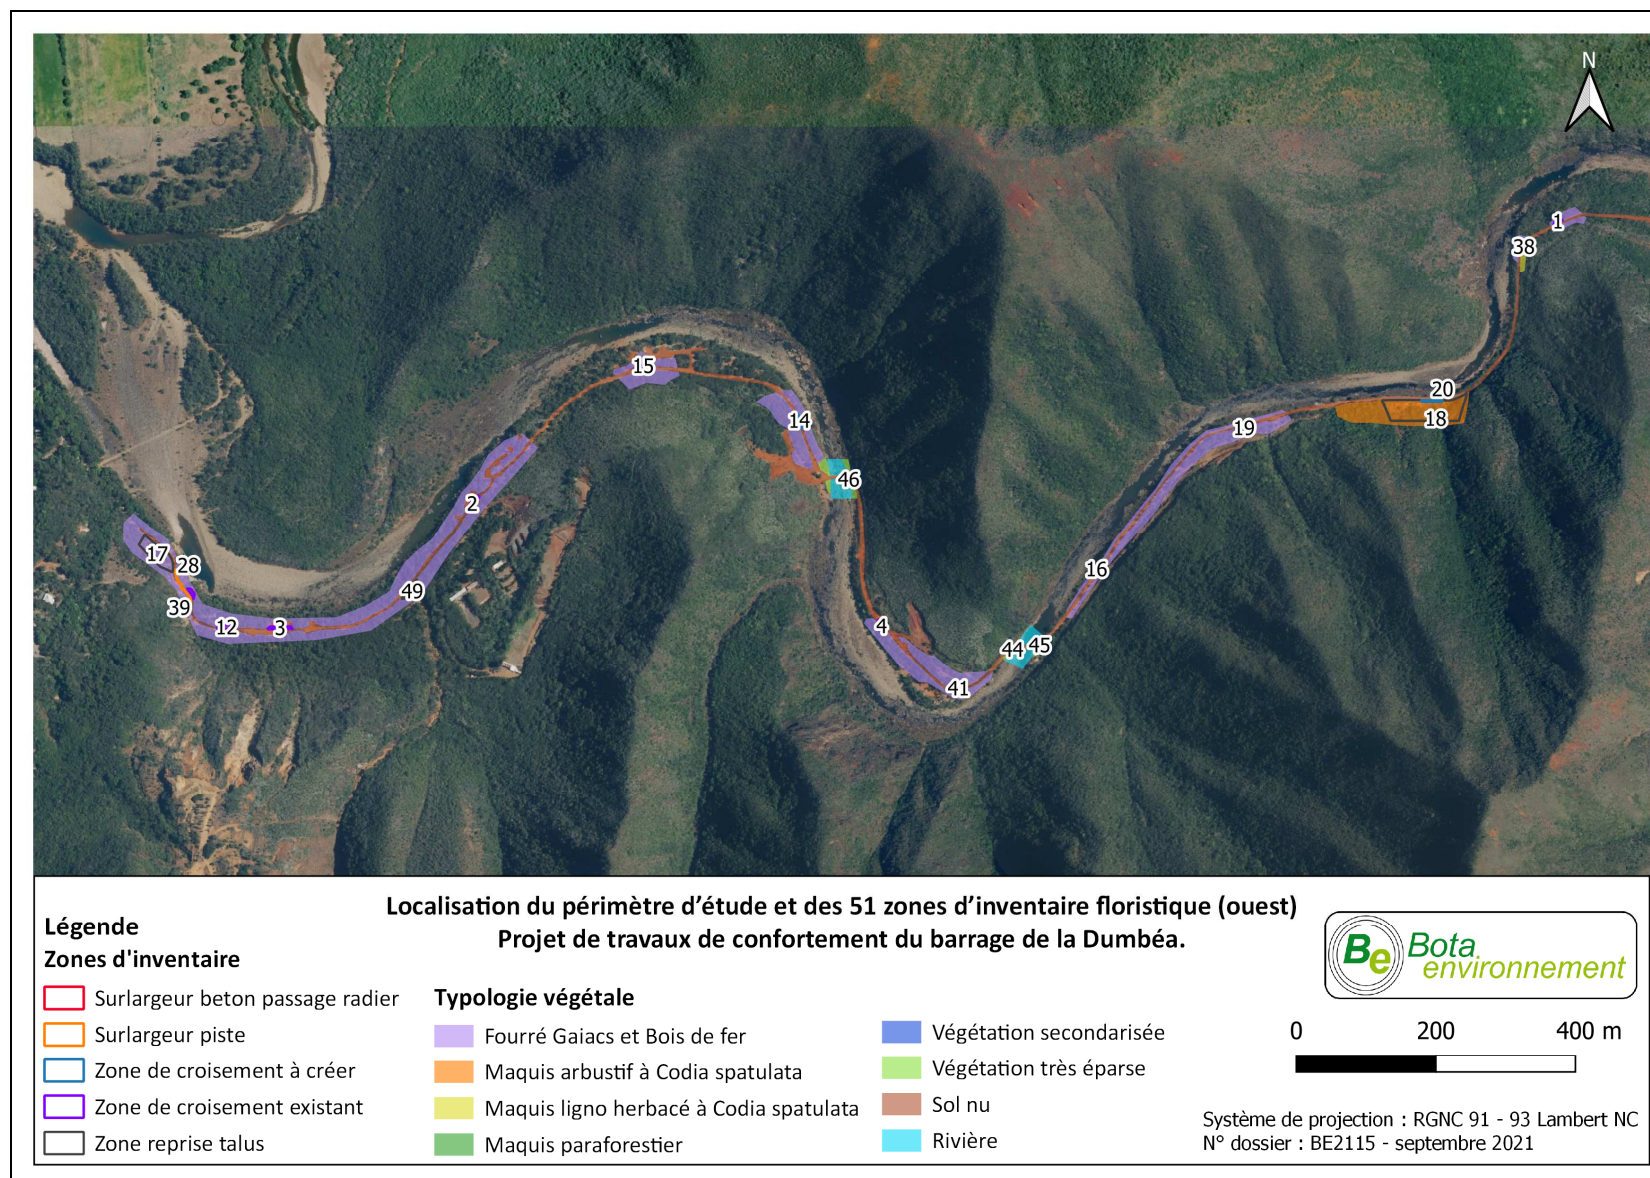 N
1
38
15
20
18
14
19
46
2
17
28
16
49
39
12
3
4
44
45
41
Localisation du périmètre d’étude et des 51 zones d’inventaire floristique (ouest)
Projet de travaux de confortement du barrage de la Dumbéa.
Légende
Zones d'inventaire
Surlargeur beton passage radier
Surlargeur piste
Zone de croisement à créer
Zone de croisement existant
Zone reprise talus
Typologie végétale
Fourré Gaiacs et Bois de fer
Maquis arbustif à Codia spatulata
Maquis ligno herbacé à Codia spatulata
Maquis paraforestier
Végétation secondarisée
Végétation très éparse
Sol nu
Rivière
Be Bota
environnement
0 200 400 m
Système de projection : RGNC 91 - 93 Lambert NC
N° dossier : BE2115 - septembre 2021